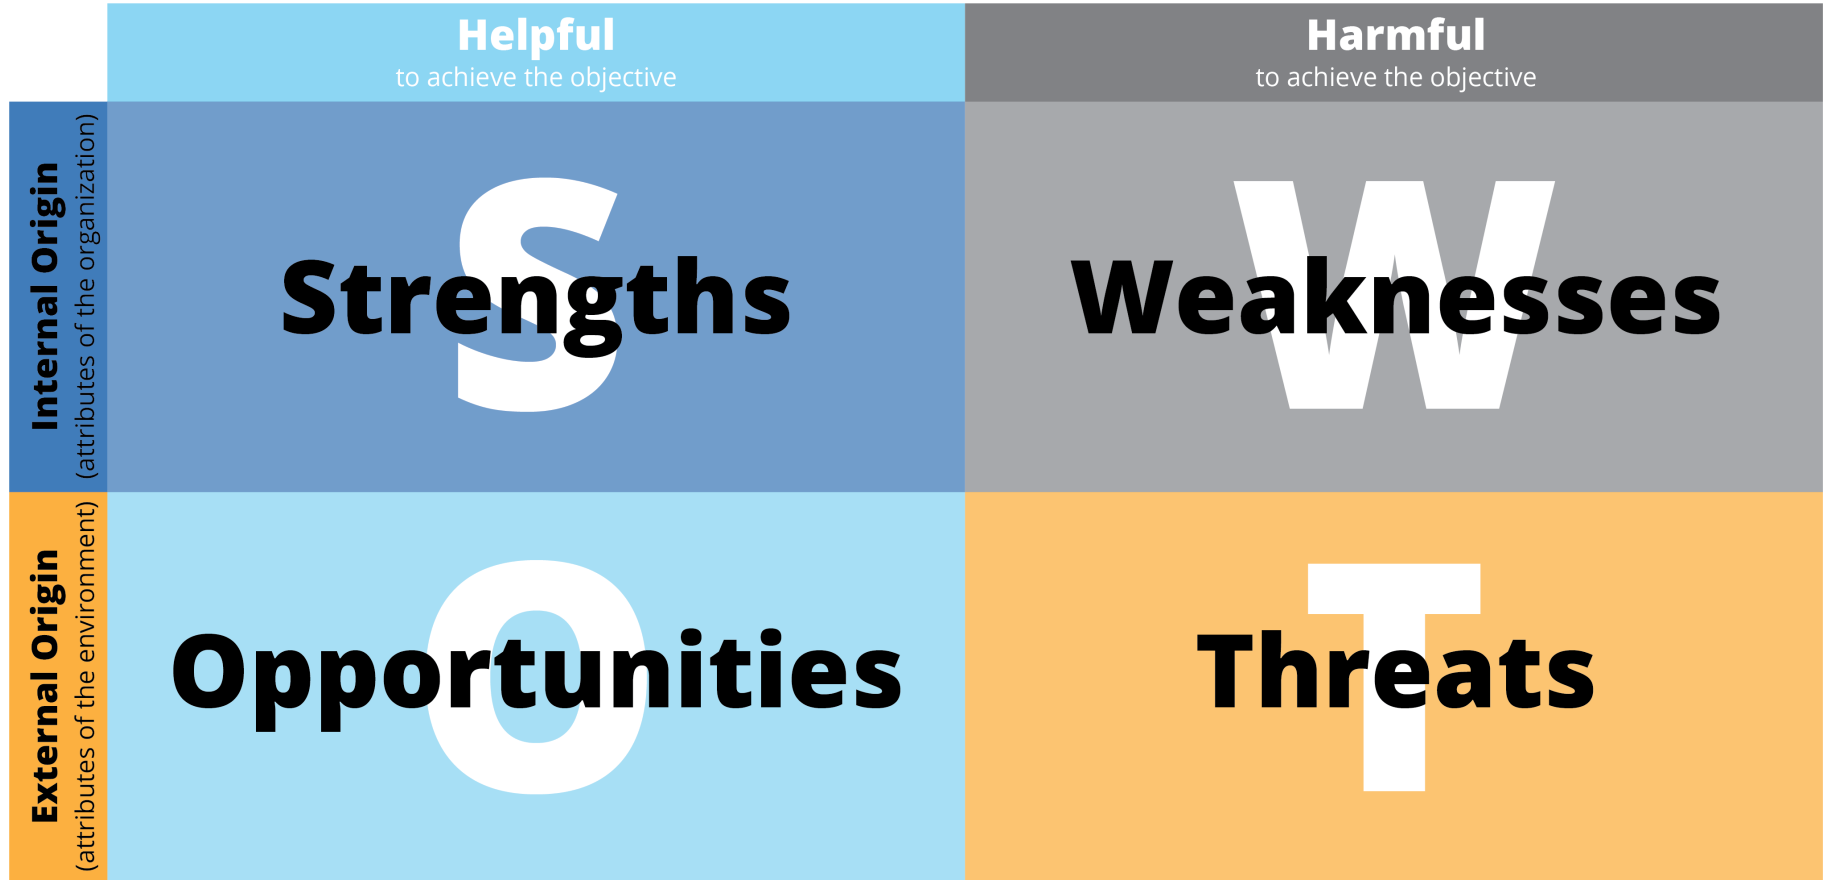 Helpful
to achieve the objective
Harmful
to achieve the objective
Internal Origin
(attributes of the organization)
S
Strengths
W
Weaknesses
External Origin
(attributes of the environment)
O
Opportunities
T
Threats